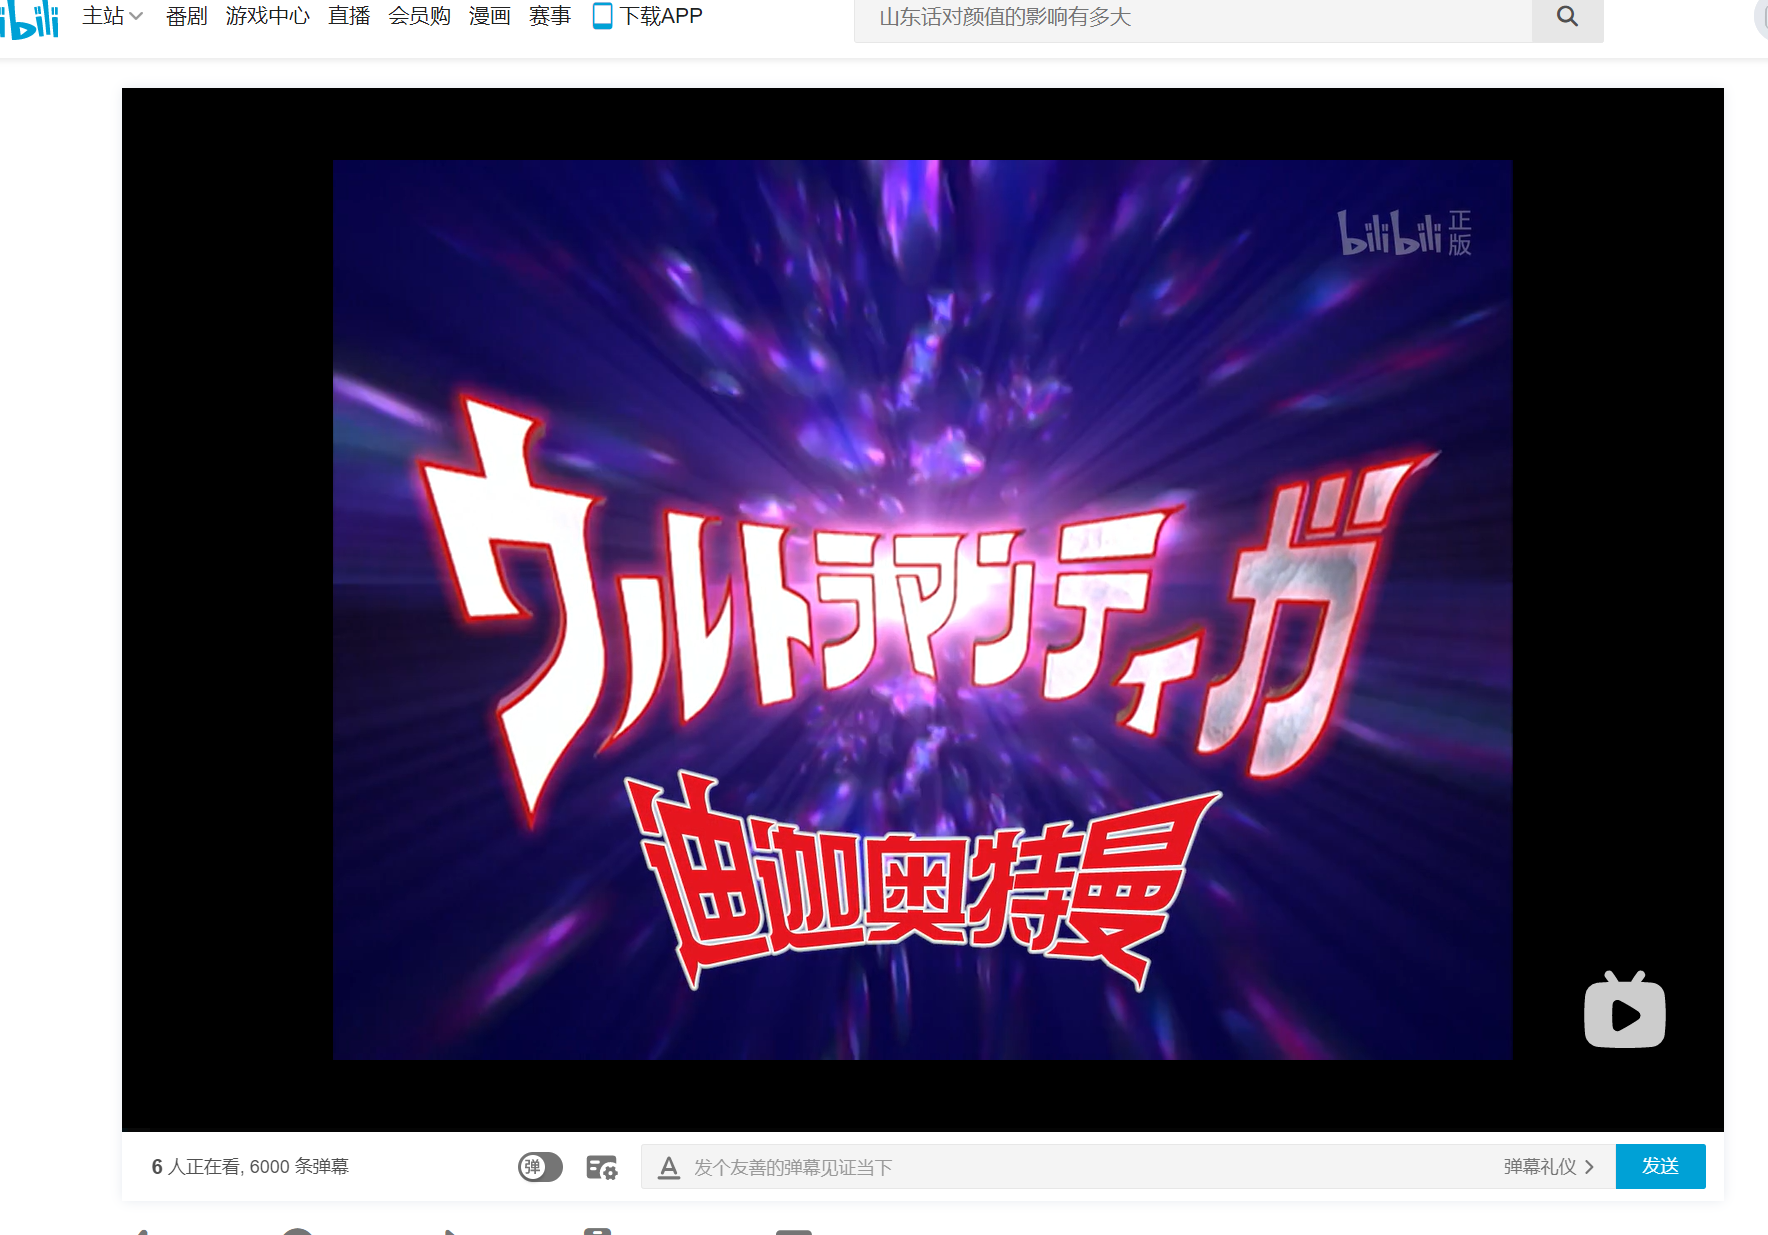 bilibili 主站 番剧 游戏中心 直播 会员购 漫画 赛事 下载APP 山东话对颜值的影响有多大
bilibili 正版
ウルトラマンティガ
迪迦奥特曼
6 人正在看, 6000 条弹幕 弹 A 发个友善的弹幕见证当下 弹幕礼仪 发送